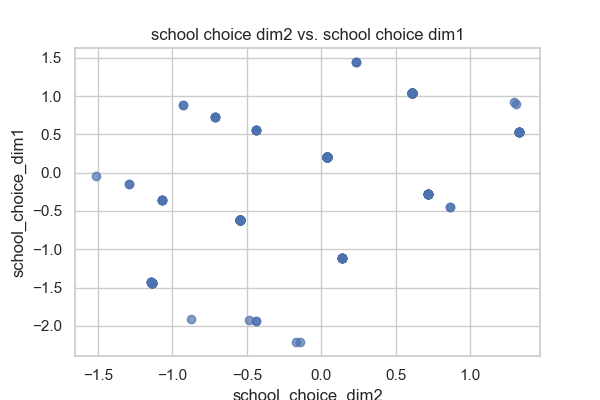 school choice dim2 vs. school choice dim1
school_choice_dim1
1.5
1.0
0.5
0.0
−0.5
−1.0
−1.5
−2.0
−1.5 −1.0 −0.5 0.0 0.5 1.0
school_choice_dim2